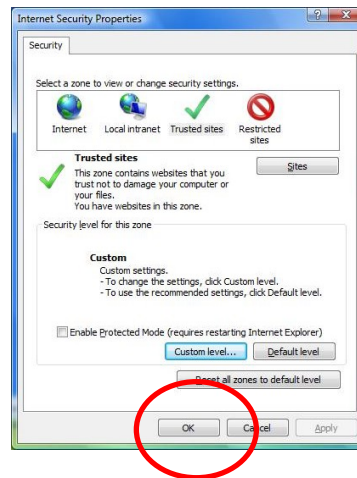 Internet Security Properties
Security
Select a zone to view or change security settings.
Internet
Local intranet
Trusted sites
Restricted
sites
Trusted sites
This zone contains websites that you
trust not to damage your computer or
your files.
You have websites in this zone.
Sites
Security level for this zone
Custom
Custom settings.
- To change the settings, click Custom level.
- To use the recommended settings, click Default level.
Enable Protected Mode (requires restarting Internet Explorer)
Custom level...
Default level
Reset all zones to default level
OK
Cancel
Apply